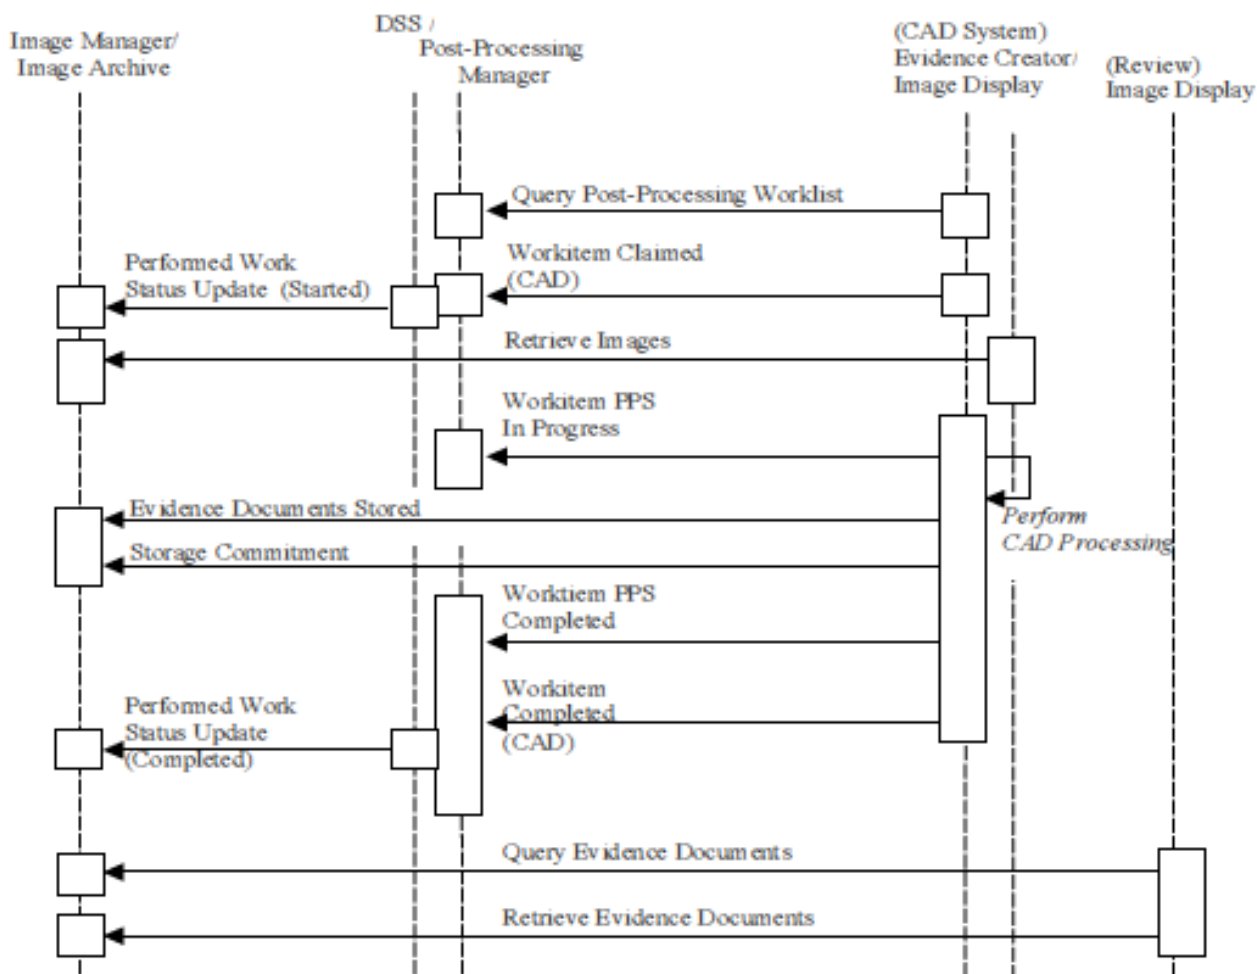 Image Manager/
Image Archive
DSS /
Post-Processing
Manager
(CAD System)
Evidence Creator/
Image Display
(Review)
Image Display
Query Post-Processing Worklist
Workitem Claimed
(CAD)
Performed Work
Status Update (Started)
Retrieve Images
Workitem PPS
In Progress
Evidence Documents Stored
Perform
CAD Processing
Storage Commitment
Worktiem PPS
Completed
Workitem
Completed
(CAD)
Performed Work
Status Update
(Completed)
Query Evidence Documents
Retrieve Evidence Documents